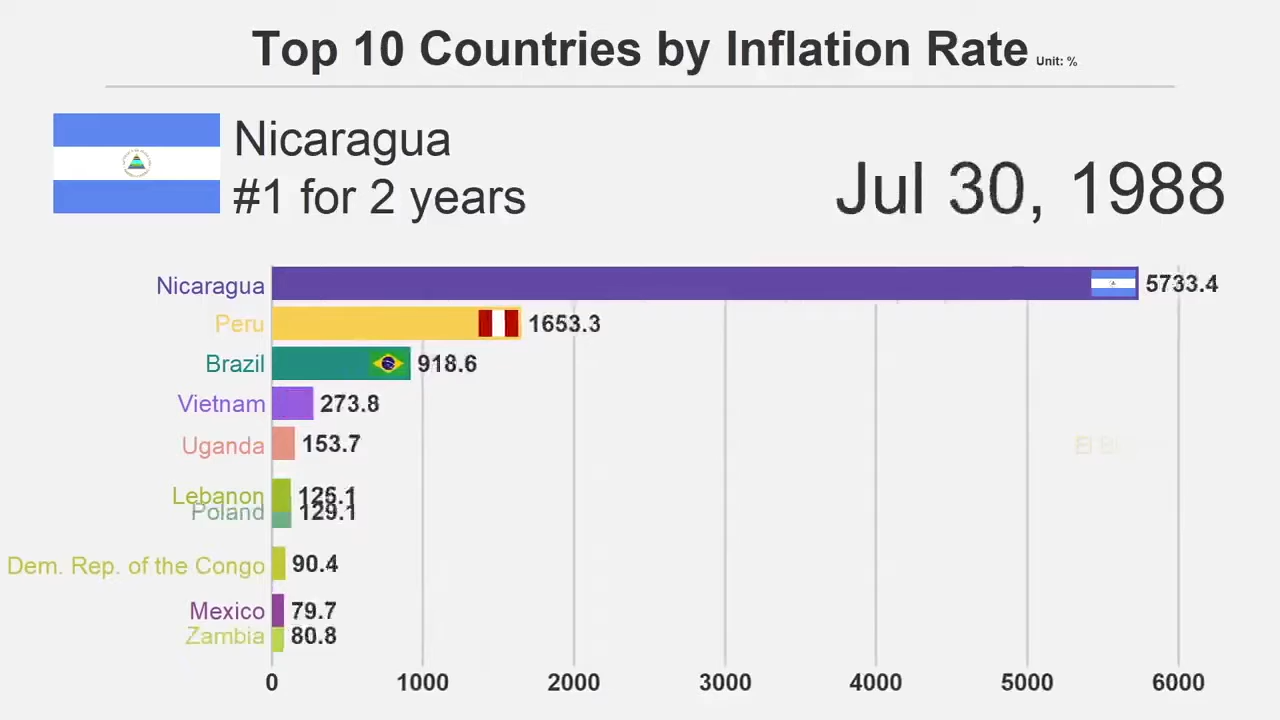 Top 10 Countries by Inflation Rate Unit: %
Nicaragua
#1 for 2 years
Jul 30, 1988
Nicaragua 5733.4
Peru 1653.3
Brazil 918.6
Vietnam 273.8
Uganda 153.7
Lebanon 125.1
Poland 129.1
Dem. Rep. of the Congo 90.4
Mexico 79.7
Zambia 80.8
0 1000 2000 3000 4000 5000 6000